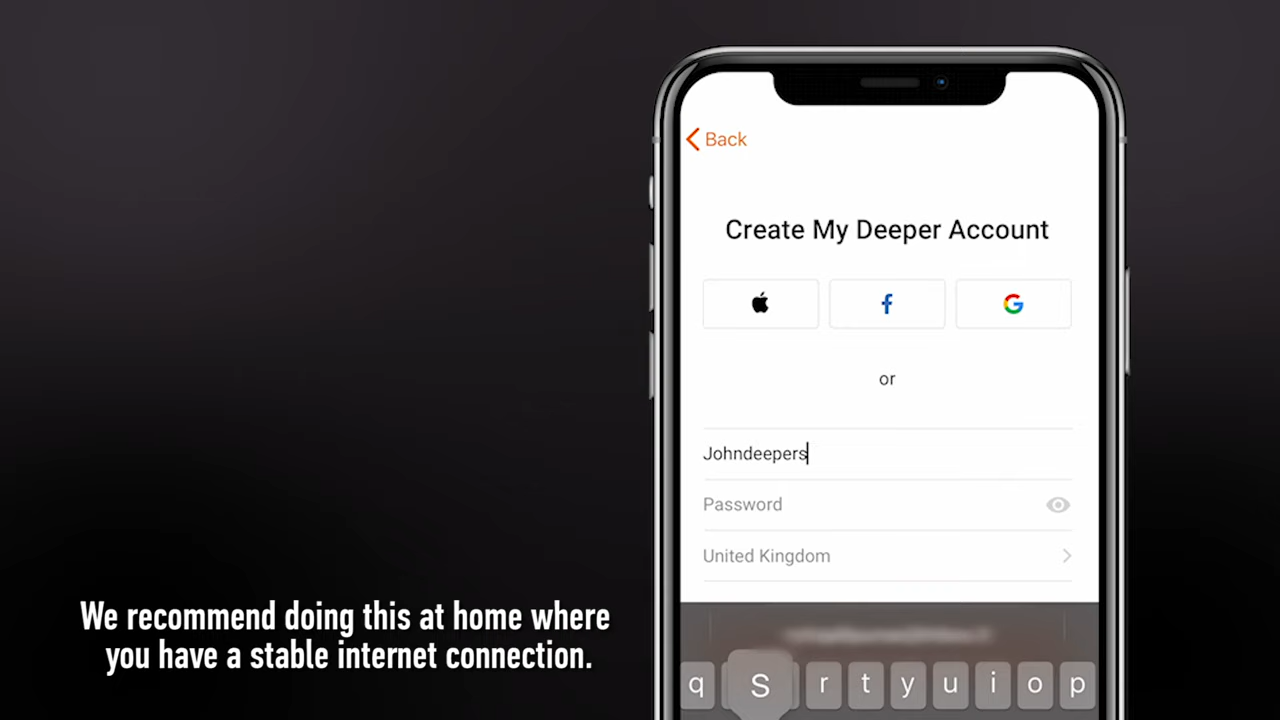 Back
Create My Deeper Account
or
Johndeepers
Password
United Kingdom
We recommend doing this at home where
you have a stable internet connection.
q S r t y u i o p